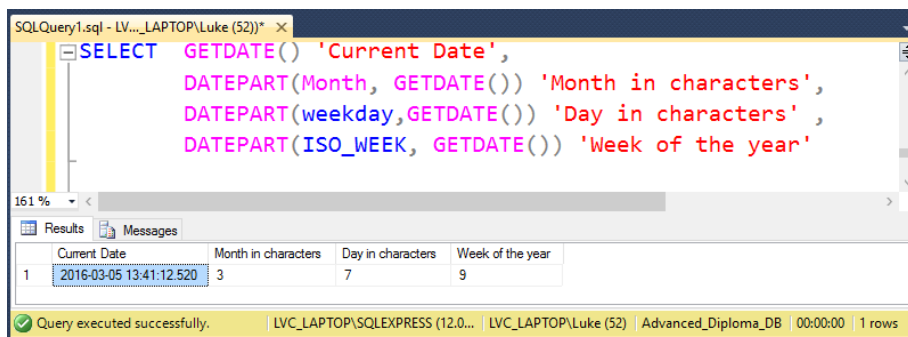 SQLQuery1.sql - LV..._LAPTOP\Luke (52))* ×
SELECT GETDATE() 'Current Date',
DATEPART(Month, GETDATE()) 'Month in characters',
DATEPART(weekday,GETDATE()) 'Day in characters' ,
DATEPART(ISO_WEEK, GETDATE()) 'Week of the year'
161 %
Results Messages
Current Date Month in characters Day in characters Week of the year
1 2016-03-05 13:41:12.520 3 7 9
Query executed successfully. LVC_LAPTOP\SQLEXPRESS (12.0... LVC_LAPTOP\Luke (52) Advanced_Diploma_DB 00:00:00 1 rows